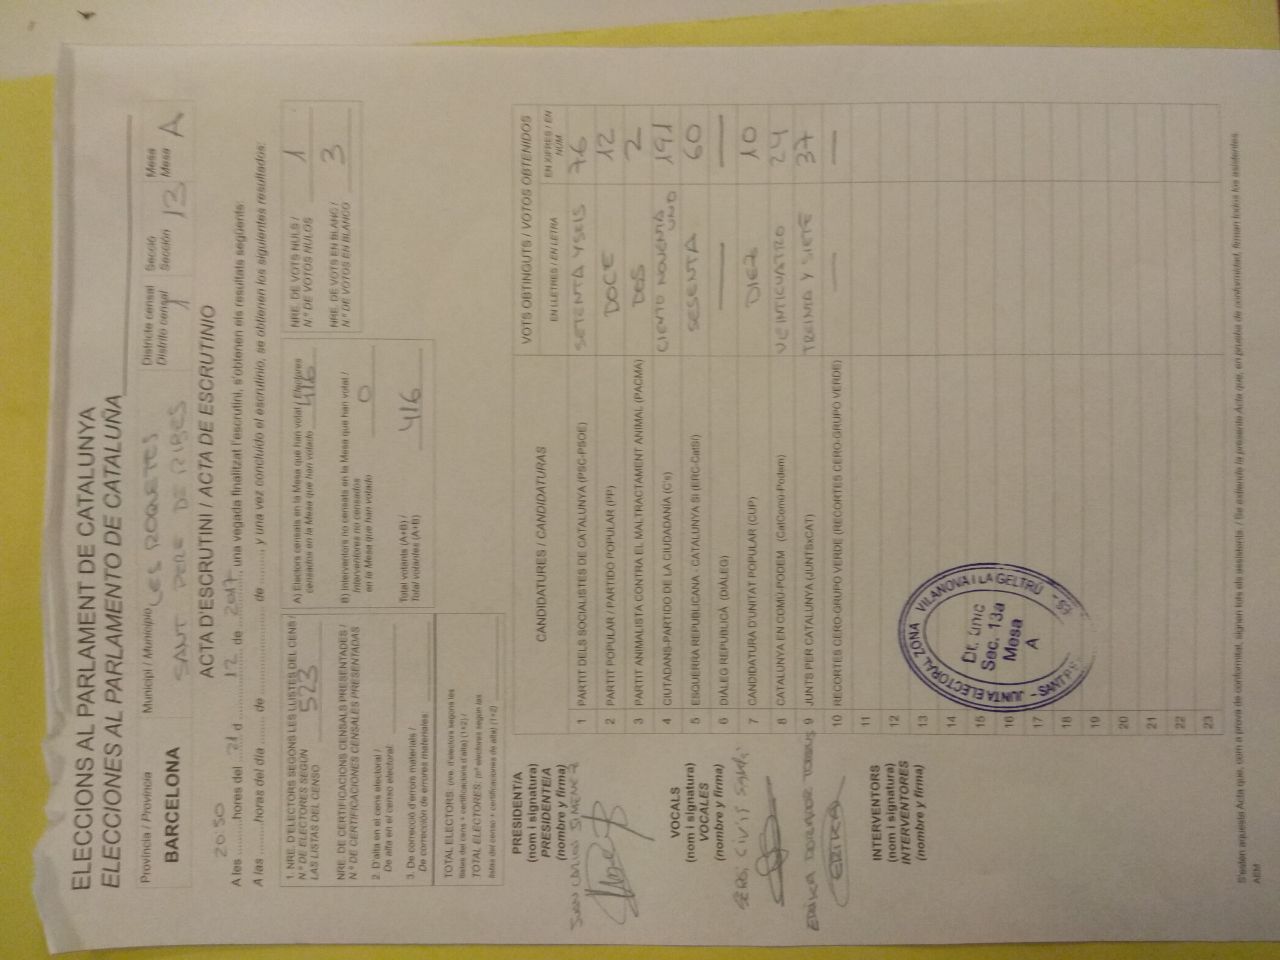 ELECCIONS AL PARLAMENT DE CATALUNYA
ELECCIONES AL PARLAMENTO DE CATALUÑA
Província / Provincia
BARCELONA
Municipi / Municipio LES ROQUETES
SANT PERE DE RIBES
Districte censal
Distrito censal 1
Secció
Sección 13
Mesa
Mesa A
ACTA D'ESCRUTINI / ACTA DE ESCRUTINIO
A les 20:50 hores del 21 d 12 de 2017, una vegada finalitzat l'escrutini, s'obtenen els resultats següents:
A las ........ horas del día ....... de .................. de ......... y una vez concluido el escrutinio, se obtienen los siguientes resultados:
1. NRE. D'ELECTORS SEGONS LES LLISTES DEL CENS /
Nº DE ELECTORES SEGÚN
LAS LISTAS DEL CENSO 523
NRE. DE CERTIFICACIONS CENSALS PRESENTADES /
Nº DE CERTIFICACIONES CENSALES PRESENTADAS
2. D'alta en el cens electoral /
De alta en el censo electoral:
3. De correcció d'errors materials /
De corrección de errores materiales:
TOTAL ELECTORS: (nre. d'electors segons les
llistes del cens + certificacions d'alta) (1+2) /
TOTAL ELECTORES: (nº electores según las
listas del censo + certificaciones de alta) (1+2)
A) Electors censats en la Mesa que han votat / Electores
censados en la Mesa que han votado 416
B) Interventors no censats en la Mesa que han votat /
Interventores no censados
en la Mesa que han votado 0
Total votants (A+B) /
Total votantes (A+B) 416
NRE. DE VOTS NULS /
Nº DE VOTOS NULOS 1
NRE. DE VOTS EN BLANC /
Nº DE VOTOS EN BLANCO 3
PRESIDENT/A
(nom i signatura)
PRESIDENTE/A
(nombre y firma)
VOCALS
(nom i signatura)
VOCALES
(nombre y firma)
INTERVENTORS
(nom i signatura)
INTERVENTORES
(nombre y firma)
CANDIDATURES / CANDIDATURAS
VOTS OBTINGUTS / VOTOS OBTENIDOS
EN LLETRES / EN LETRA
EN XIFRES / EN NÚM
1 PARTIT DELS SOCIALISTES DE CATALUNYA (PSC-PSOE) SETENTA Y SEIS 76
2 PARTIT POPULAR / PARTIDO POPULAR (PP) DOCE 12
3 PARTIT ANIMALISTA CONTRA EL MALTRACTAMENT ANIMAL (PACMA) DOS 2
4 CIUTADANS-PARTIDO DE LA CIUDADANÍA (C's) CIENTO NOVENTA UNO 191
5 ESQUERRA REPUBLICANA - CATALUNYA SÍ (ERC-CatSí) SESENTA 60
6 DIÀLEG REPUBLICÀ (DIÀLEG)
7 CANDIDATURA D'UNITAT POPULAR (CUP) DIEZ 10
8 CATALUNYA EN COMÚ-PODEM (CatComú-Podem) VEINTICUATRO 24
9 JUNTS PER CATALUNYA (JUNTSxCAT) TREINTA Y SIETE 37
10 RECORTES CERO-GRUPO VERDE (RECORTES CERO-GRUPO VERDE)
11
12
13
14
15
16
17
18
19
20
21
22
23
JUNTA ELECTORAL ZONA VILANOVA I LA GELTRÚ - 53
Dt. únic
Sec. 13a
Mesa
A
S'estén aquesta Acta que, com a prova de conformitat, signen tots els assistents. / Se extiende la presente Acta que, en prueba de conformidad, firman todos los asistentes